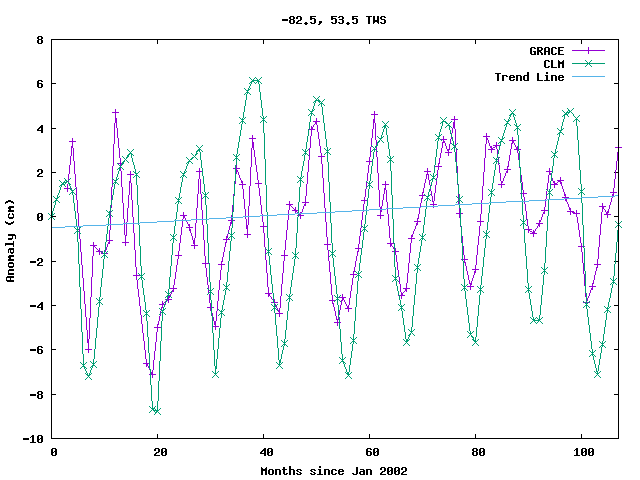 -82.5, 53.5 TWS
GRACE
CLM
Trend Line
8
6
4
2
0
-2
-4
-6
-8
-10
Anomaly (cm)
0 20 40 60 80 100
Months since Jan 2002